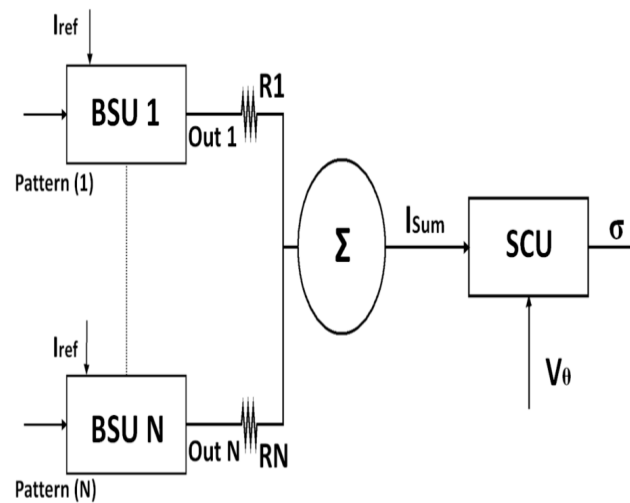 Iref
BSU 1
Out 1
R1
Pattern (1)
Σ
ISum
SCU
σ
Vθ
Iref
BSU N
Out N
RN
Pattern (N)